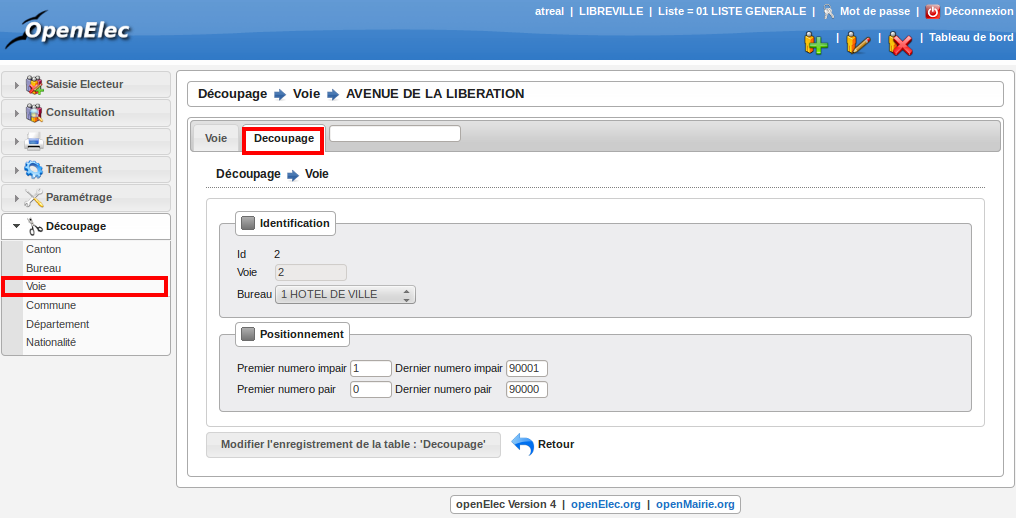 atreal | LIBREVILLE | Liste = 01 LISTE GENERALE | Mot de passe | Déconnexion
OpenElec
| | | Tableau de bord
Saisie Electeur
Consultation
Édition
Traitement
Paramétrage
Découpage
Canton
Bureau
Voie
Commune
Département
Nationalité
Découpage Voie AVENUE DE LA LIBERATION
Voie Decoupage
Découpage Voie
Identification
Id 2
Voie 2
Bureau 1 HOTEL DE VILLE
Positionnement
Premier numero impair 1 Dernier numero impair 90001
Premier numero pair 0 Dernier numero pair 90000
Modifier l'enregistrement de la table : 'Decoupage' Retour
openElec Version 4 | openElec.org | openMairie.org